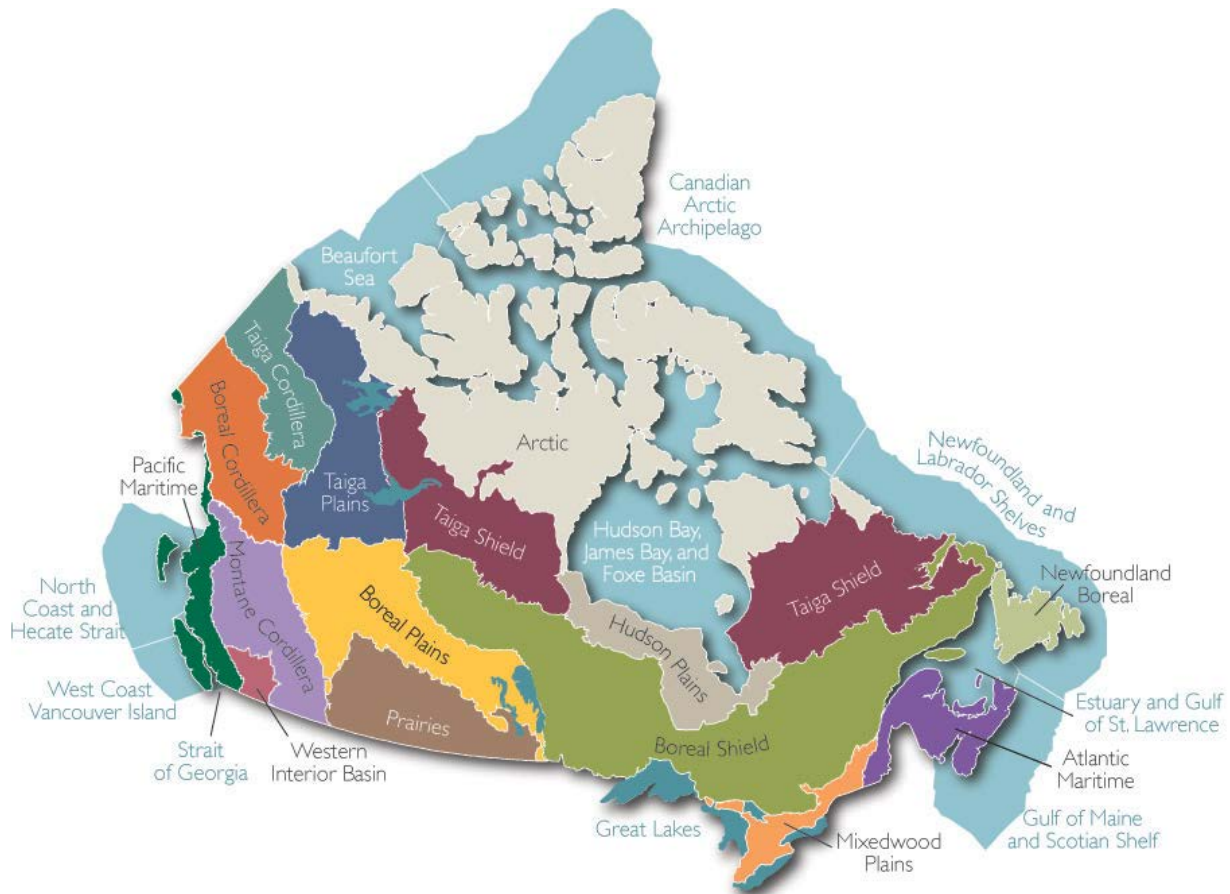 Canadian
Arctic
Archipelago
Beaufort
Sea
Taiga Cordillera
Boreal Cordillera
Pacific
Maritime
Taiga
Plains
Arctic
Newfoundland and
Labrador Shelves
Taiga Shield
Hudson Bay,
James Bay, and
Foxe Basin
Taiga Shield
Newfoundland
Boreal
North
Coast and
Hecate Strait
Montane Cordillera
Boreal Plains
Hudson Plains
West Coast
Vancouver Island
Prairies
Boreal Shield
Estuary and Gulf
of St. Lawrence
Strait
of Georgia
Western
Interior Basin
Atlantic
Maritime
Great Lakes
Mixedwood
Plains
Gulf of Maine
and Scotian Shelf